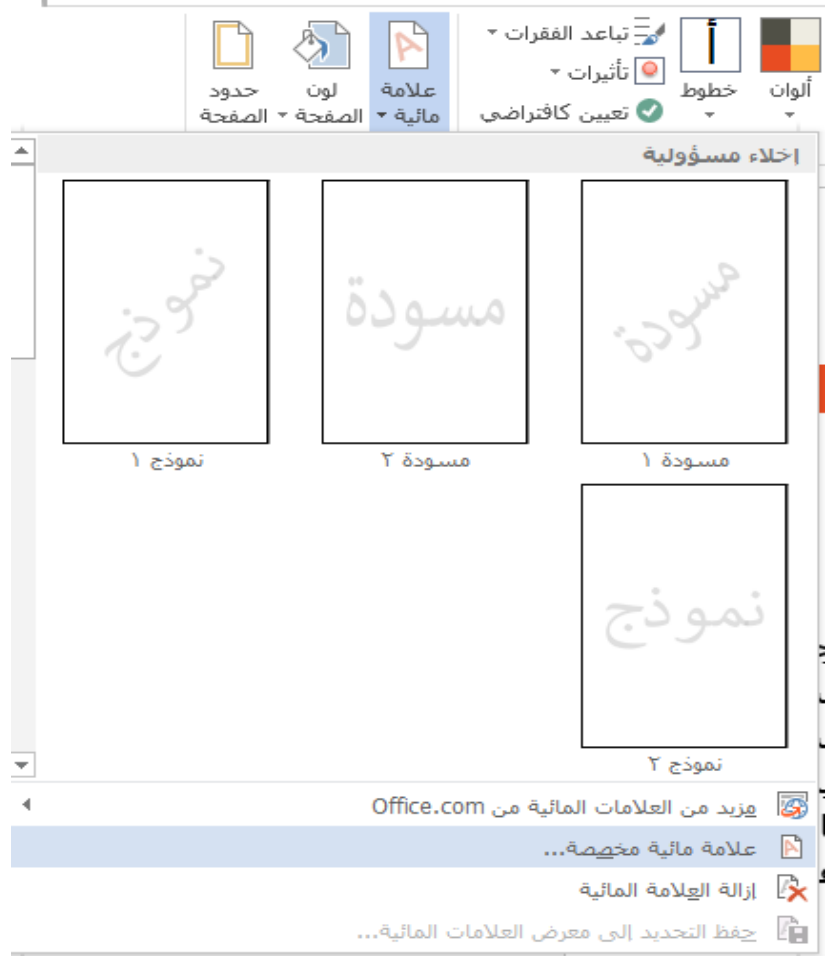 ألوان
خطوط
أ
تباعد الفقرات
تأثيرات
تعيين كافتراضي
علامة مائية
لون الصفحة
حدود الصفحة
إخلاء مسؤولية
مسودة
مسودة
نموذج
مسودة ١
مسودة ٢
نموذج ١
نموذج
نموذج ٢
مزيد من العلامات المائية من Office.com
علامة مائية مخصصة...
إزالة العلامة المائية
حفظ التحديد إلى معرض العلامات المائية...